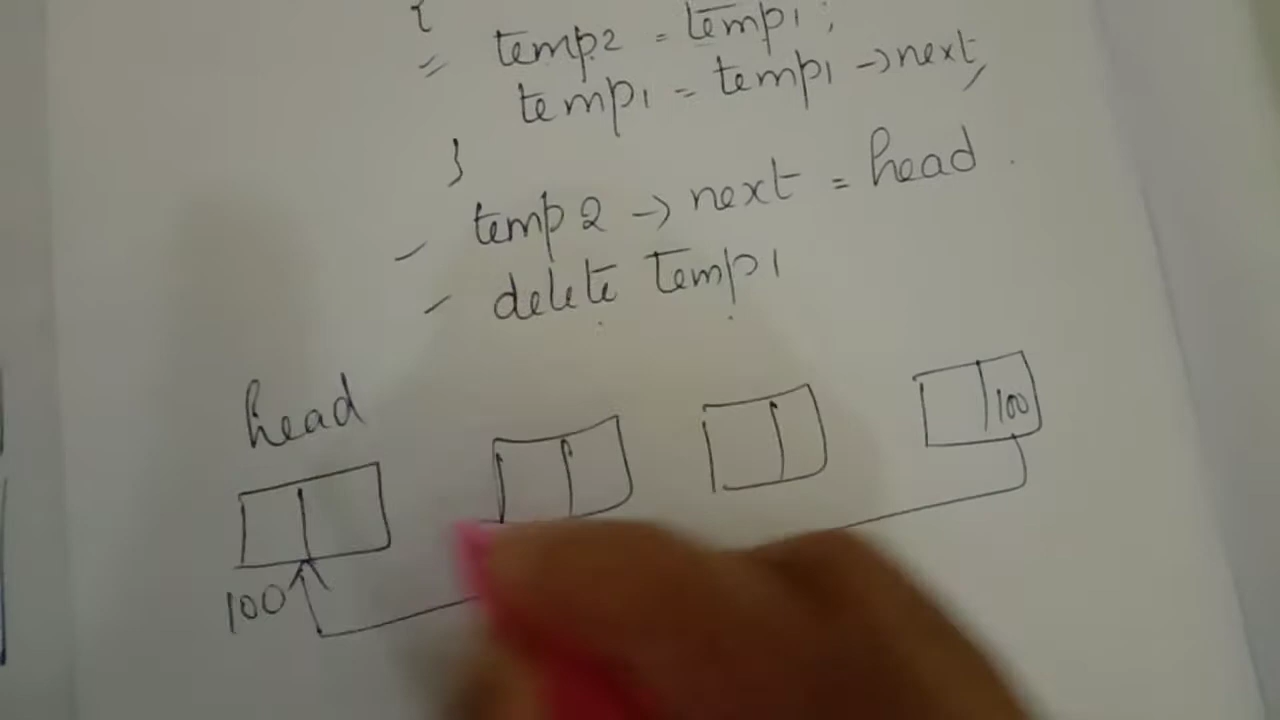 {
temp2 = temp1 ;
temp1 = temp1 -> next,
}
temp2 -> next = head .
delete temp1
head
100
100